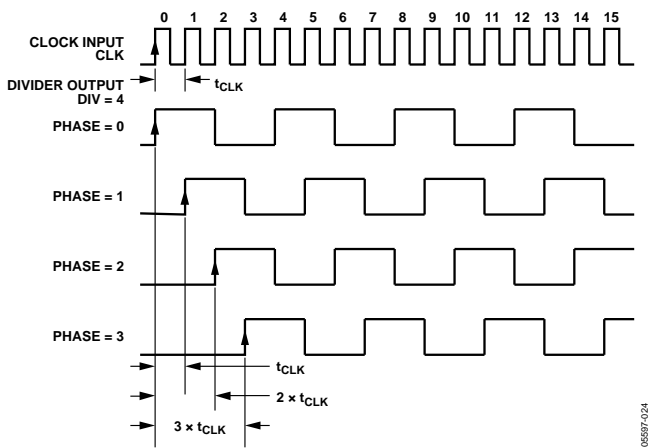 0 1 2 3 4 5 6 7 8 9 10 11 12 13 14 15
CLOCK INPUT
CLK
DIVIDER OUTPUT
DIV = 4
tCLK
PHASE = 0
PHASE = 1
PHASE = 2
PHASE = 3
tCLK
2 × tCLK
3 × tCLK
05597-024